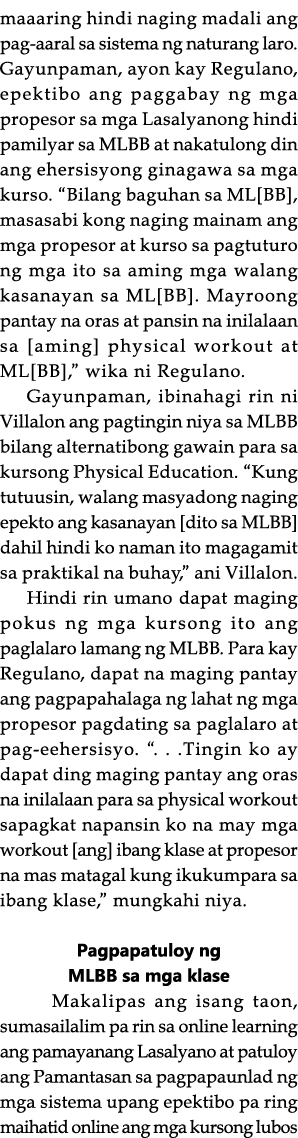 maaaring hindi naging madali ang
pag-aaral sa sistema ng naturang laro.
Gayunpaman, ayon kay Regulano,
epektibo ang paggabay ng mga
propesor sa mga Lasalyanong hindi
pamilyar sa MLBB at nakatulong din
ang ehersisyong ginagawa sa mga
kurso. “Bilang baguhan sa ML[BB],
masasabi kong naging mainam ang
mga propesor at kurso sa pagtuturo
ng mga ito sa aming mga walang
kasanayan sa ML[BB]. Mayroong
pantay na oras at pansin na inilalaan
sa [aming] physical workout at
ML[BB],” wika ni Regulano.
Gayunpaman, ibinahagi rin ni
Villalon ang pagtingin niya sa MLBB
bilang alternatibong gawain para sa
kursong Physical Education. “Kung
tutuusin, walang masyadong naging
epekto ang kasanayan [dito sa MLBB]
dahil hindi ko naman ito magagamit
sa praktikal na buhay,” ani Villalon.
Hindi rin umano dapat maging
pokus ng mga kursong ito ang
paglalaro lamang ng MLBB. Para kay
Regulano, dapat na maging pantay
ang pagpapahalaga ng lahat ng mga
propesor pagdating sa paglalaro at
pag-eehersisyo. “. . .Tingin ko ay
dapat ding maging pantay ang oras
na inilalaan para sa physical workout
sapagkat napansin ko na may mga
workout [ang] ibang klase at propesor
na mas matagal kung ikukumpara sa
ibang klase,” mungkahi niya.
Pagpapatuloy ng
MLBB sa mga klase
Makalipas ang isang taon,
sumasailalim pa rin sa online learning
ang pamayanang Lasalyano at patuloy
ang Pamantasan sa pagpapaunlad ng
mga sistema upang epektibo pa ring
maihatid online ang mga kursong lubos